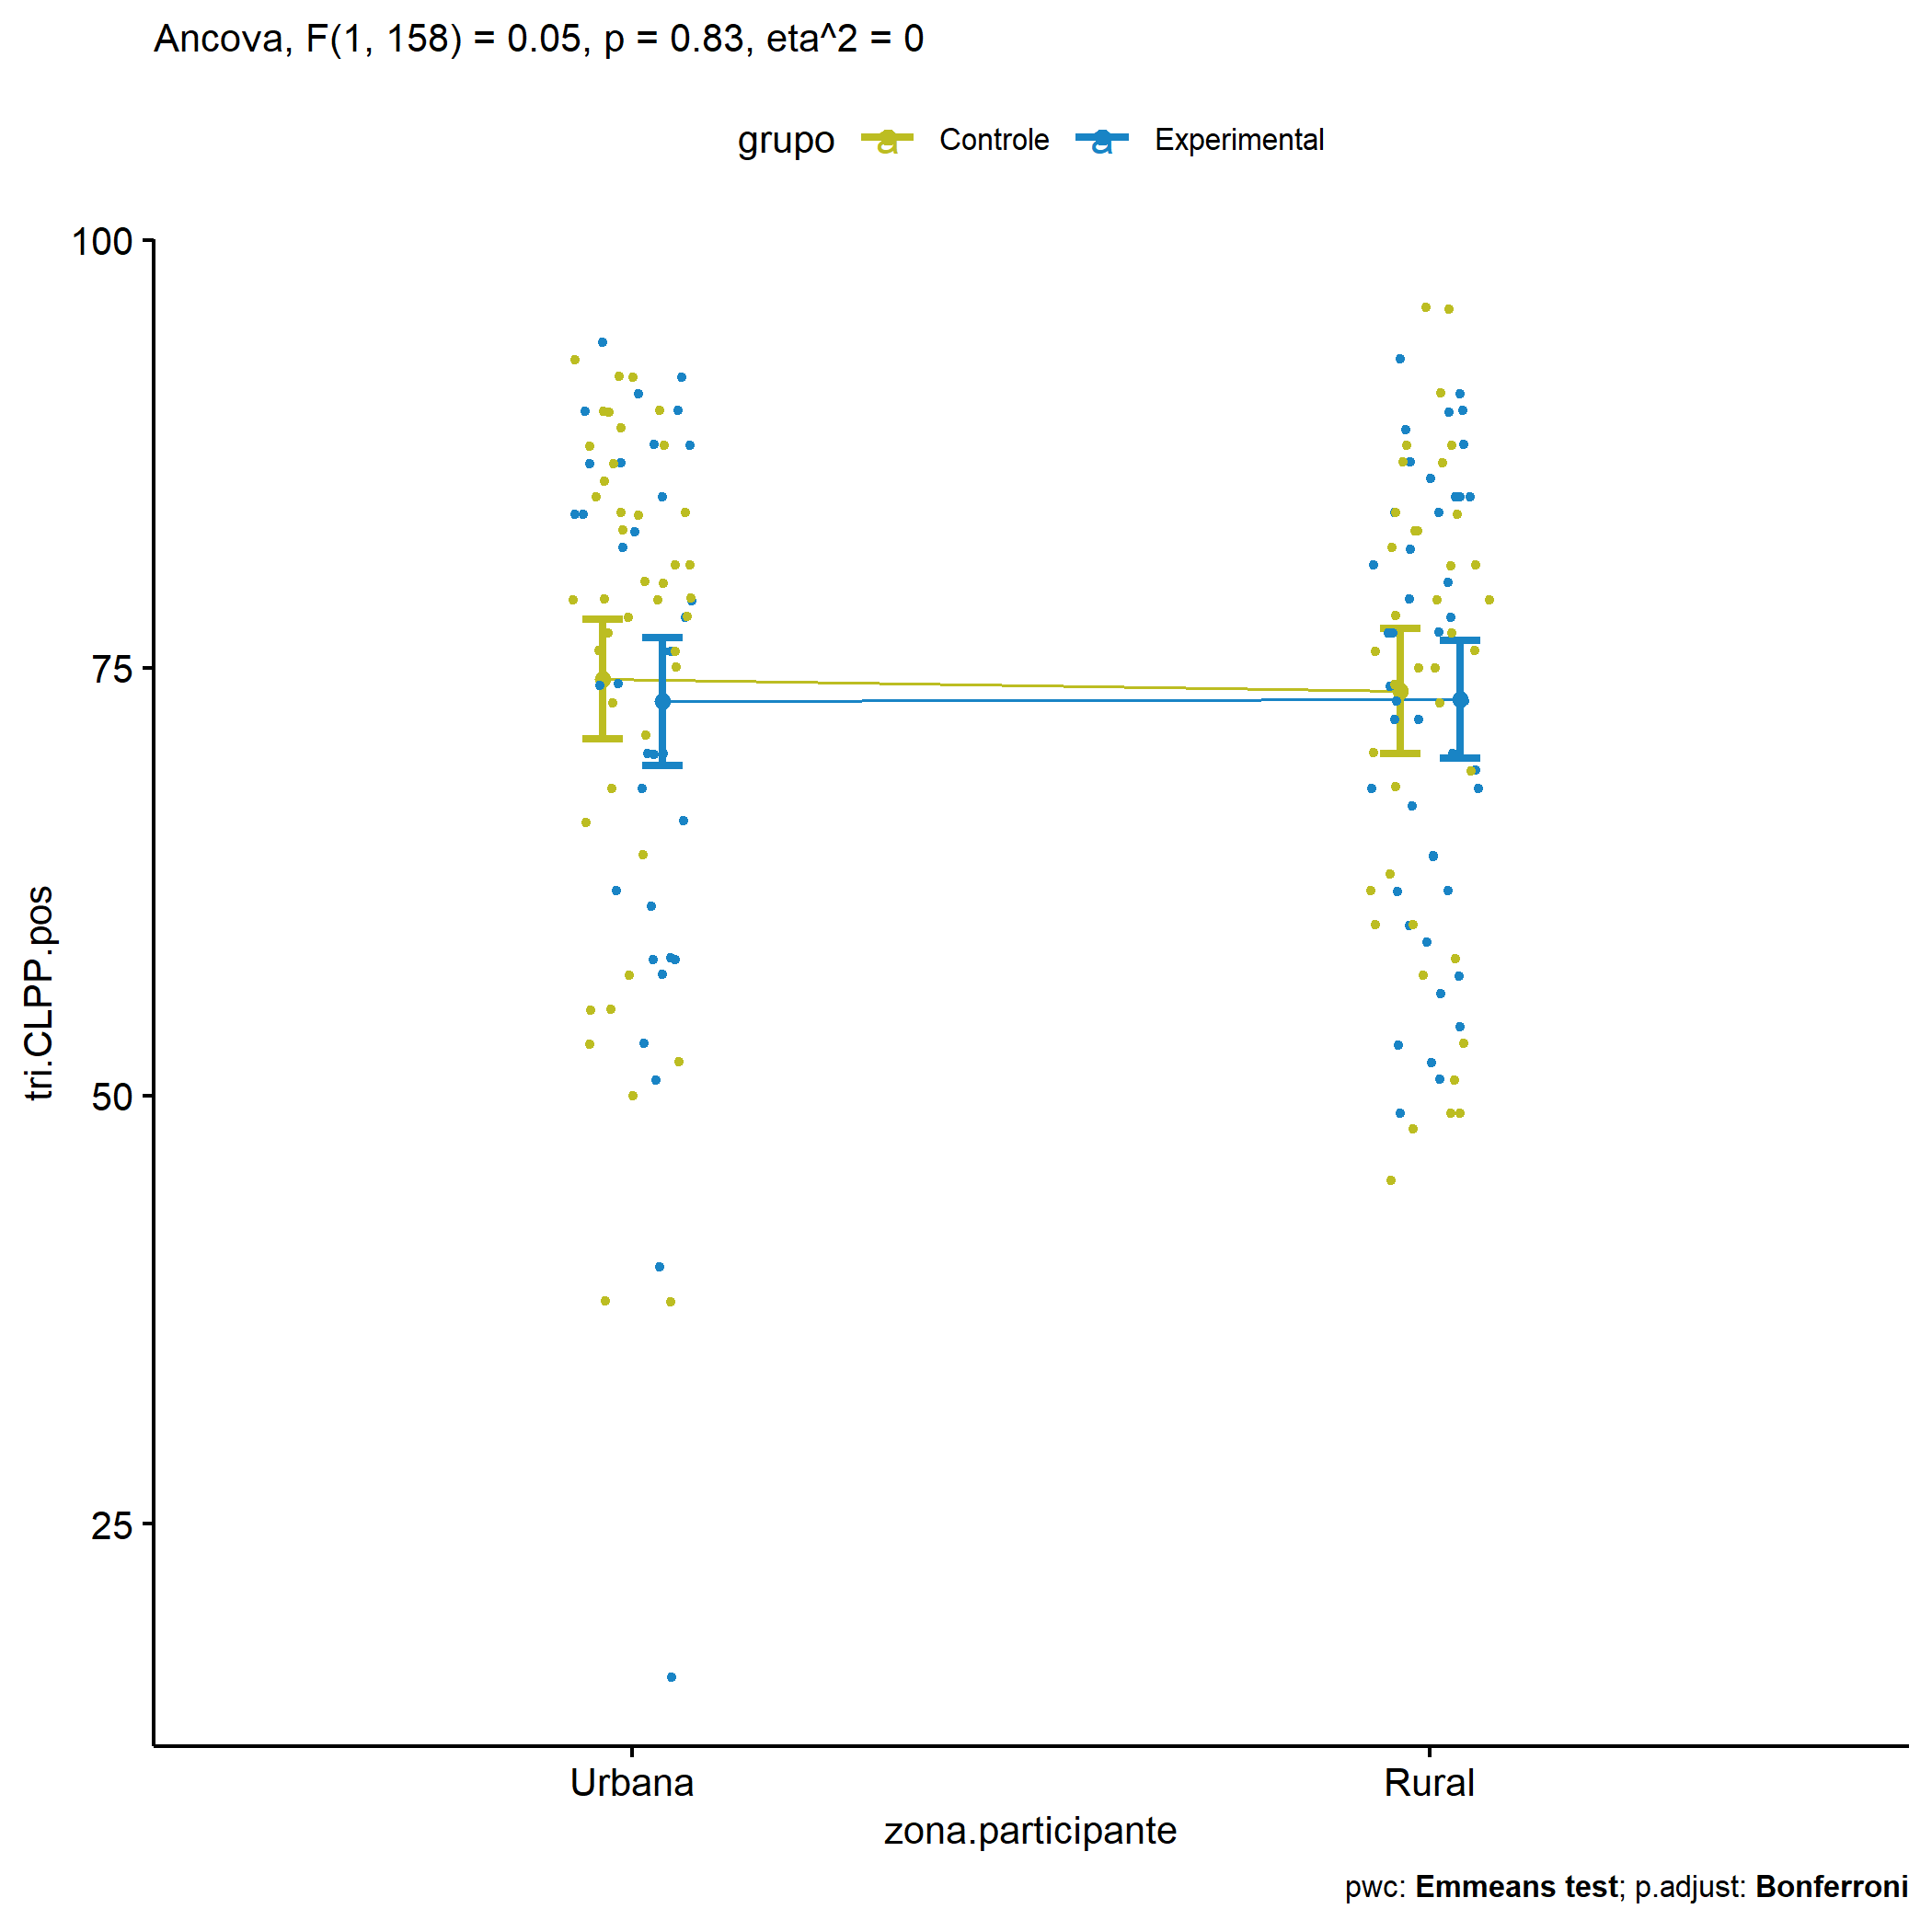 Ancova, F(1, 158) = 0.05, p = 0.83, eta^2 = 0
grupo a Controle a Experimental
100
75
50
25
tri.CLPP.pos
Urbana Rural
zona.participante
pwc: Emmeans test; p.adjust: Bonferroni